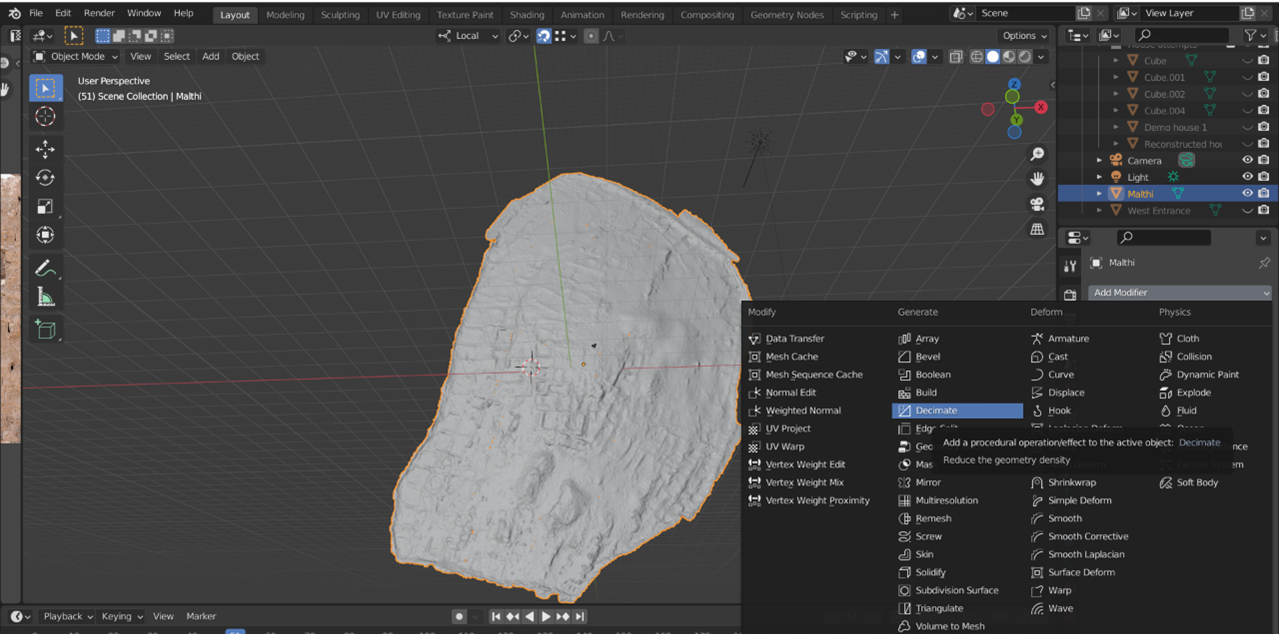 File Edit Render Window Help Layout Modeling Sculpting UV Editing Texture Paint Shading Animation Rendering Compositing Geometry Nodes Scripting + Scene View Layer
Local Options
Object Mode View Select Add Object
User Perspective
(51) Scene Collection | Malthi
Z
X
Y
Cube
Cube.001
Cube.002
Cube.004
Demo house 1
Reconstructed hou
Camera
Light
Malthi
West Entrance
Malthi
Add Modifier
Modify Generate Deform Physics
Data Transfer Array Armature Cloth
Mesh Cache Bevel Cast Collision
Mesh Sequence Cache Boolean Curve Dynamic Paint
Normal Edit Build Displace Explode
Weighted Normal Decimate Hook Fluid
UV Project
Add a procedural operation/effect to the active object: Decimate
UV Warp
Reduce the geometry density
Vertex Weight Edit
Vertex Weight Mix Mirror Shrinkwrap Soft Body
Vertex Weight Proximity Multiresolution Simple Deform
Remesh Smooth
Screw Smooth Corrective
Skin Smooth Laplacian
Solidify Surface Deform
Subdivision Surface Warp
Triangulate Wave
Volume to Mesh
Playback Keying View Marker